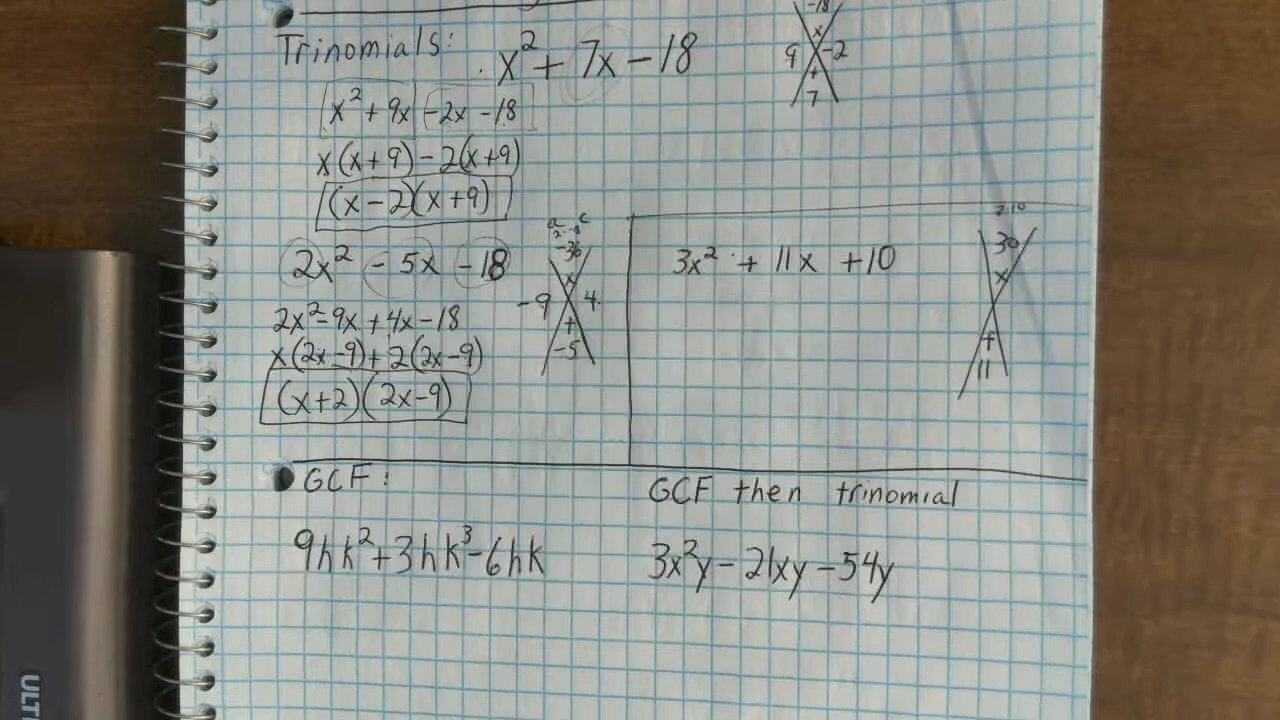 Trinomials: x² + 7x - 18
-18
x
9 -2
+
7
x² + 9x - 2x - 18
x(x + 9) - 2(x + 9)
(x - 2)(x + 9)
2x² - 5x - 18
a c
-36
x
-9 4
+
-5
2x² - 9x + 4x - 18
x(2x - 9) + 2(2x - 9)
(x + 2)(2x - 9)
3x² + 11x + 10
30
x
+
11
GCF:
9hk² + 3hk³ - 6hk
GCF then trinomial
3x²y - 21xy - 54y
ULT